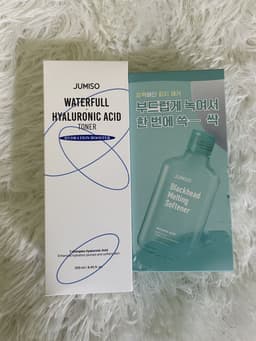 JUMISO
WATERFULL
HYALURONIC ACID
TONER
HYDRATION BOOSTER
부드럽게 녹여서
한 번에 쓱— 싹
JUMISO
Blackhead
Melting
Softener